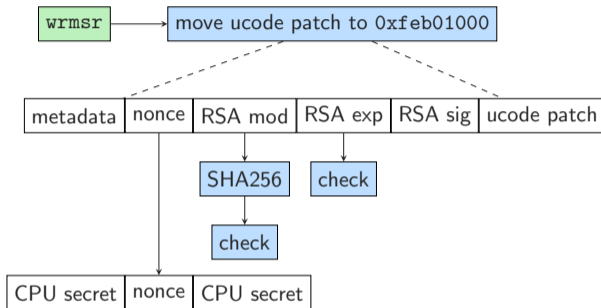 wrmsr move ucode patch to 0xfeb01000
metadata nonce RSA mod RSA exp RSA sig ucode patch
SHA256 check
check
CPU secret nonce CPU secret